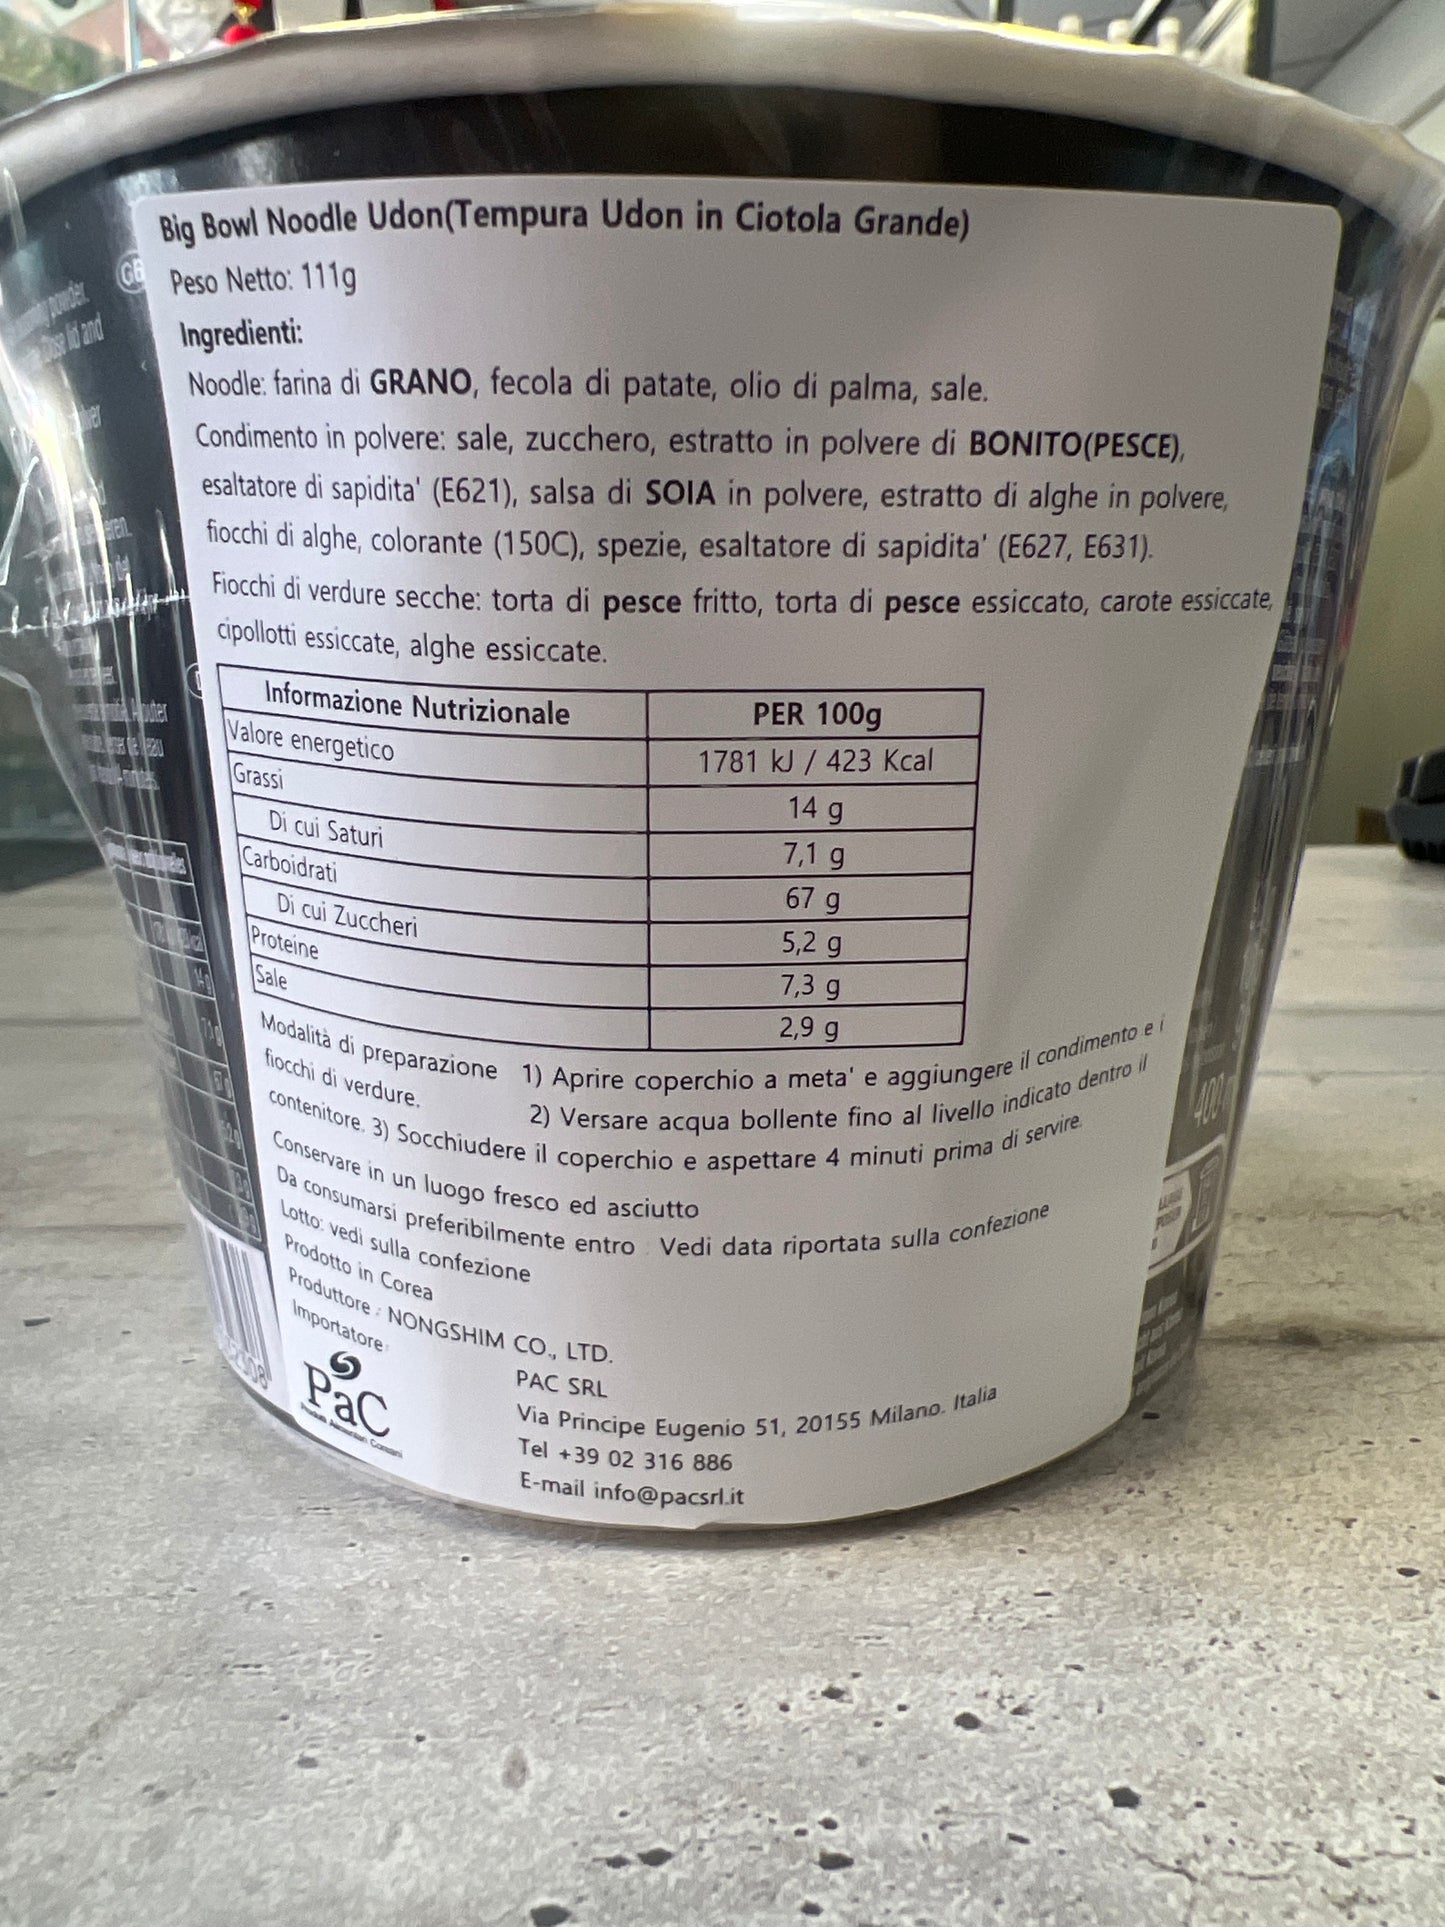 Big Bowl Noodle Udon(Tempura Udon in Ciotola Grande)
Peso Netto: 111g
Ingredienti:
Noodle: farina di GRANO, fecola di patate, olio di palma, sale.
Condimento in polvere: sale, zucchero, estratto in polvere di BONITO(PESCE),
esaltatore di sapidita' (E621), salsa di SOIA in polvere, estratto di alghe in polvere,
fiocchi di alghe, colorante (150C), spezie, esaltatore di sapidita' (E627, E631).
Fiocchi di verdure secche: torta di pesce fritto, torta di pesce essiccato, carote essiccate,
cipollotti essiccate, alghe essiccate.
Informazione Nutrizionale PER 100g
Valore energetico 1781 kJ / 423 Kcal
Grassi 14 g
Di cui Saturi 7,1 g
Carboidrati 67 g
Di cui Zuccheri 5,2 g
Proteine 7,3 g
Sale 2,9 g
Modalità di preparazione 1) Aprire coperchio a meta' e aggiungere il condimento e i
fiocchi di verdure. 2) Versare acqua bollente fino al livello indicato dentro il
contenitore. 3) Socchiudere il coperchio e aspettare 4 minuti prima di servire.
Conservare in un luogo fresco ed asciutto
Da consumarsi preferibilmente entro : Vedi data riportata sulla confezione
Lotto: vedi sulla confezione
Prodotto in Corea
Produttore : NONGSHIM CO., LTD.
Importatore:
PaC
PAC SRL
Via Principe Eugenio 51, 20155 Milano. Italia
Tel +39 02 316 886
E-mail info@pacsrl.it
GB
powder.
and
400